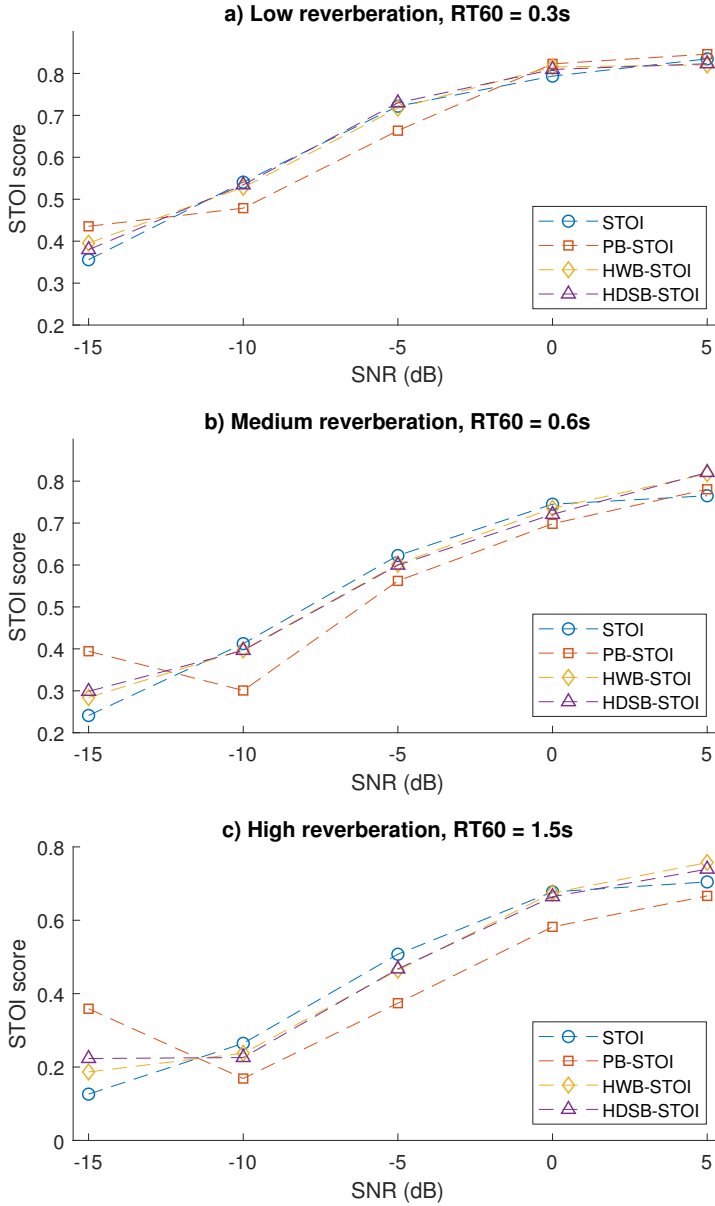 a) Low reverberation, RT60 = 0.3s
0.8
0.7
0.6
0.5
0.4
0.3
0.2
STOI score
-15 -10 -5 0 5
SNR (dB)
STOI
PB-STOI
HWB-STOI
HDSB-STOI
b) Medium reverberation, RT60 = 0.6s
0.8
0.7
0.6
0.5
0.4
0.3
0.2
STOI score
-15 -10 -5 0 5
SNR (dB)
STOI
PB-STOI
HWB-STOI
HDSB-STOI
c) High reverberation, RT60 = 1.5s
0.8
0.6
0.4
0.2
0
STOI score
-15 -10 -5 0 5
SNR (dB)
STOI
PB-STOI
HWB-STOI
HDSB-STOI